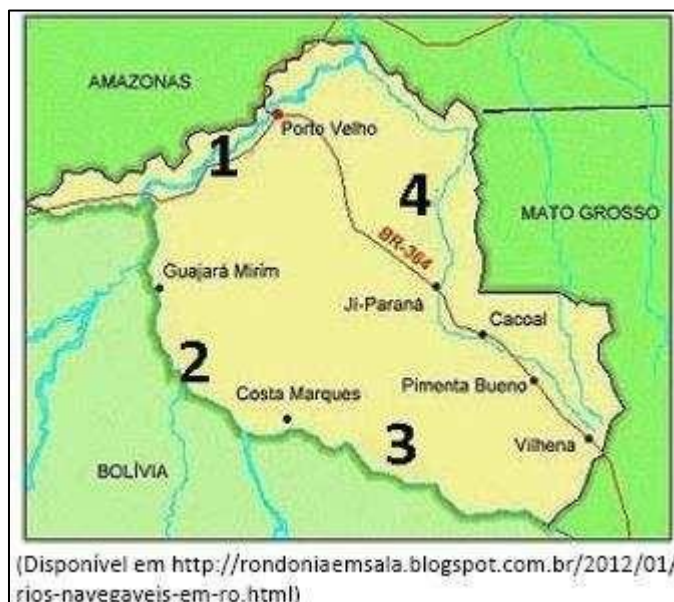 AMAZONAS
Porto Velho
1
4
MATO GROSSO
BR-364
Guajará Mirim
Jí-Paraná
Cacoal
2
Pimenta Bueno
Costa Marques
3
Vilhena
BOLÍVIA
(Disponível em http://rondoniaemsala.blogspot.com.br/2012/01/
rios-navegaveis-em-ro.html)